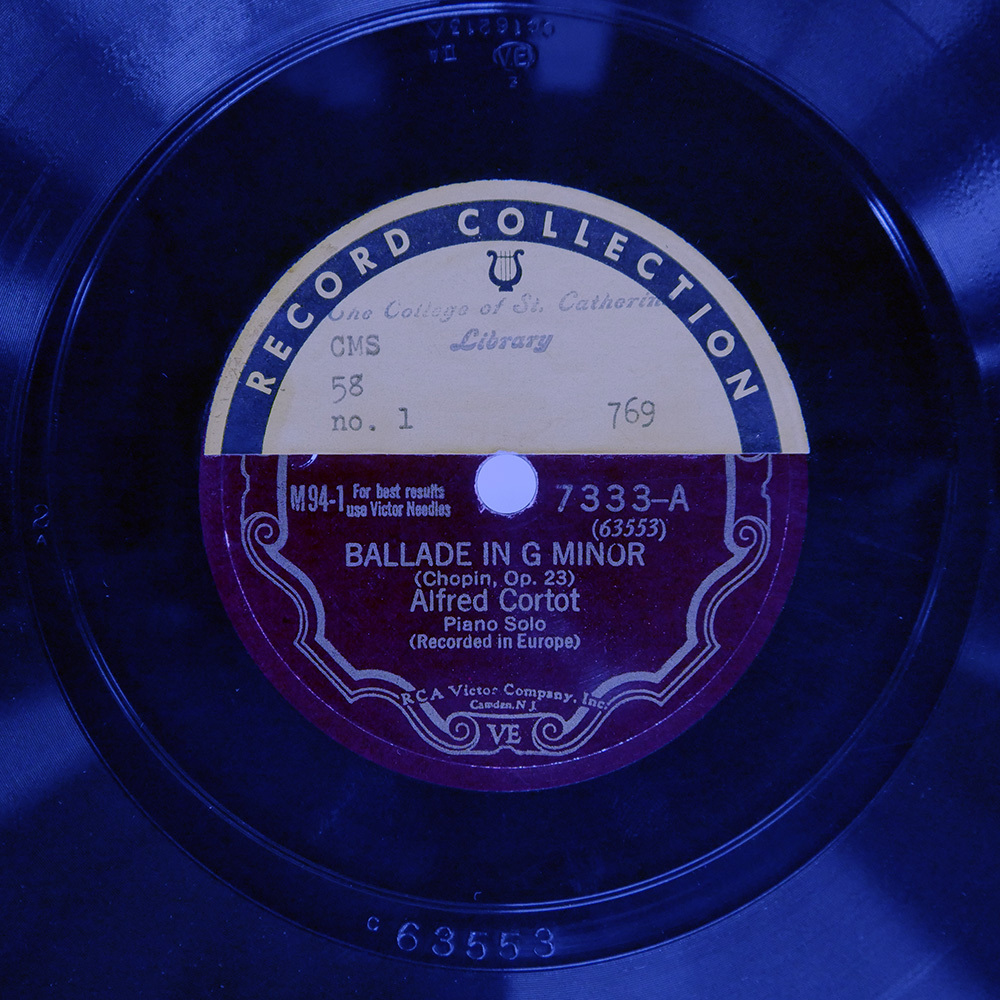 VE
RECORD COLLECTION
The College of St. Catherine
Library
CMS
58
no. 1
769
M 94-1
For best results
use Victor Needles
7333-A
(63553)
BALLADE IN G MINOR
(Chopin, Op. 23)
Alfred Cortot
Piano Solo
(Recorded in Europe)
RCA Victor Company, Inc.
Camden, N. J.
VE
c 63553